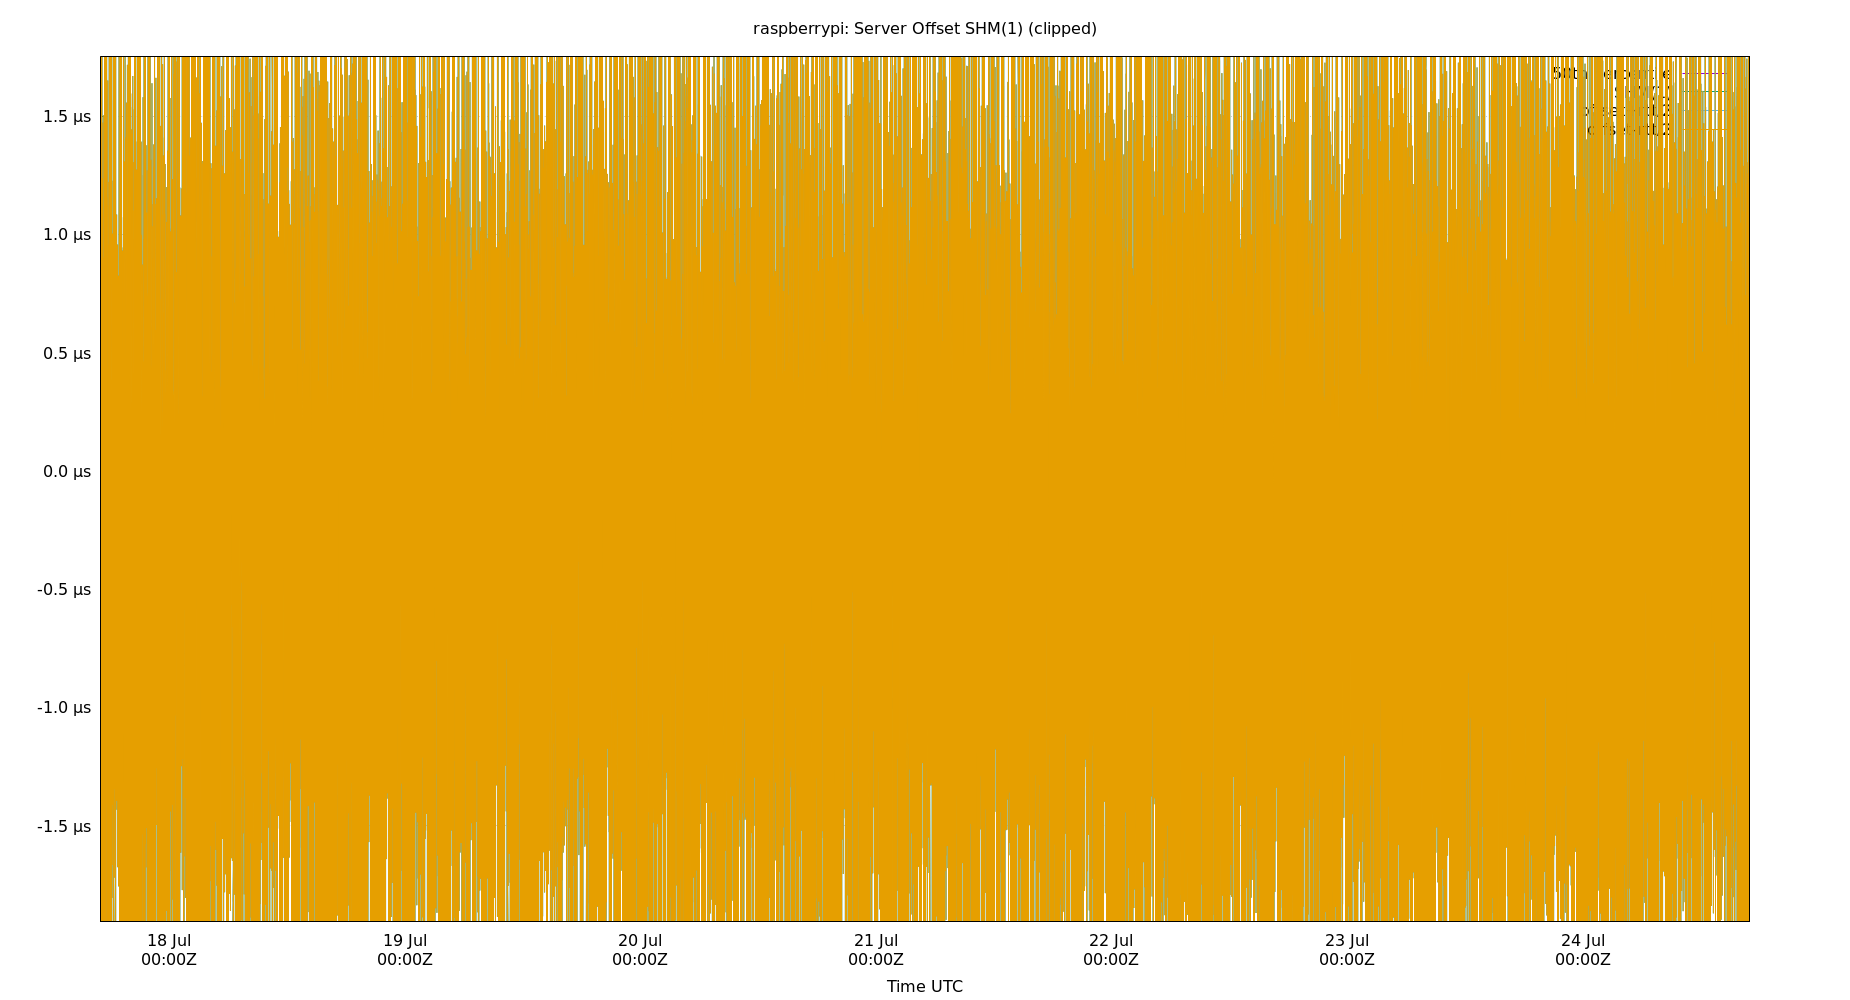 raspberrypi: Server Offset SHM(1) (clipped)
1.5 μs
1.0 μs
0.5 μs
0.0 μs
-0.5 μs
-1.0 μs
-1.5 μs
18 Jul 19 Jul 20 Jul 21 Jul 22 Jul 23 Jul 24 Jul
00:00Z 00:00Z 00:00Z 00:00Z 00:00Z 00:00Z 00:00Z
Time UTC